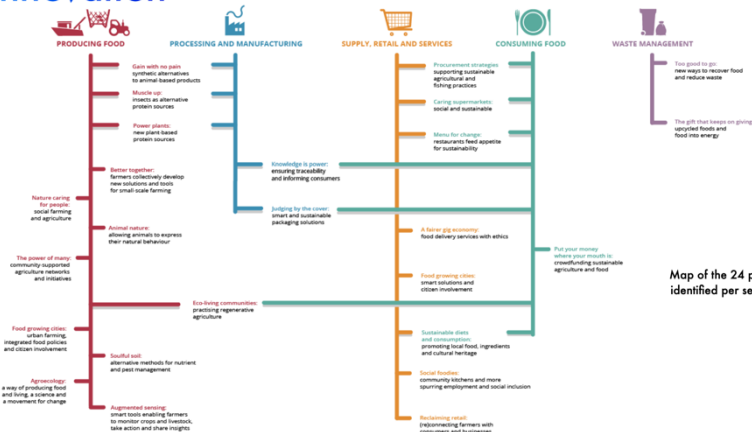 PRODUCING FOOD
PROCESSING AND MANUFACTURING
SUPPLY, RETAIL AND SERVICES
CONSUMING FOOD
WASTE MANAGEMENT
Gain with no pain
synthetic alternatives
to animal-based products
Muscle up:
insects as alternative
protein sources
Power plants:
new plant-based
protein sources
Better together:
farmers collectively develop
new solutions and tools
for small-scale farming
Nature caring
for people:
social farming
and agriculture
Animal nature:
allowing animals to express
their natural behaviour
The power of many:
community-supported
agriculture networks
and initiatives
Eco-living communities:
practising regenerative
agriculture
Food growing cities:
urban farming,
integrated food policies
and citizen involvement
Soulful soil:
alternative methods for nutrient
and pest management
Agroecology:
a way of producing food
and living, a science and
a movement for change
Augmented sensing:
smart tools enabling farmers
to monitor crops and livestock,
take action and share insights
Knowledge is power:
ensuring traceability
and informing consumers
Judging by the cover:
smart and sustainable
packaging solutions
Procurement strategies
supporting sustainable
agricultural and
fishing practices
Caring supermarkets:
social and sustainable
Menu for change:
restaurants feed appetite
for sustainability
A fairer gig economy:
food delivery services with ethics
Food growing cities:
smart solutions and
citizen involvement
Sustainable diets
and consumption:
promoting local food, ingredients
and cultural heritage
Social foodies:
community kitchens and more
spurring employment and social inclusion
Reclaiming retail:
(re)connecting farmers with
consumers and businesses
Put your money
where your mouth is:
crowdfunding sustainable
agriculture and food
Too good to go:
new ways to recover food
and reduce waste
The gift that keeps on giving
upcycled foods and
food into energy
Map of the 24 p
identified per se